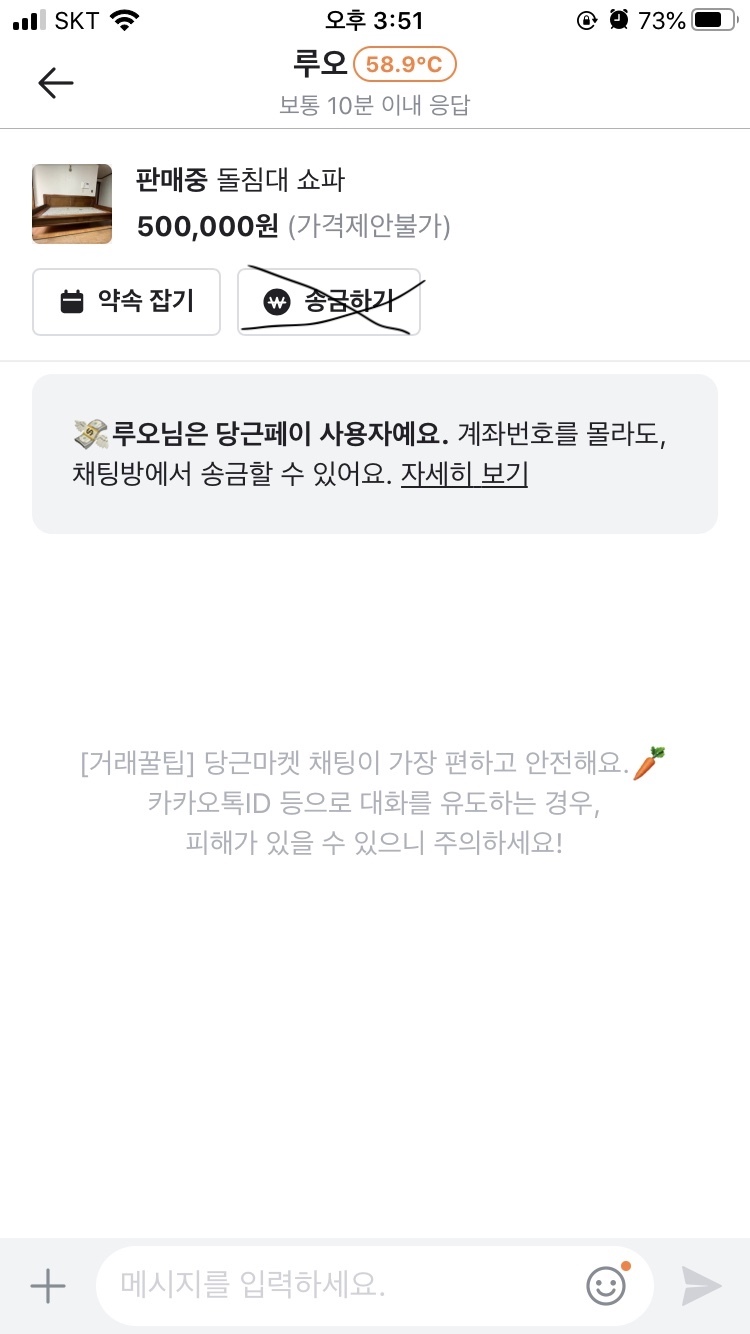 SKT 오후 3:51 73%
루오 58.9°C
보통 10분 이내 응답
판매중 돌침대 쇼파
500,000원 (가격제안불가)
약속 잡기 송금하기
루오님은 당근페이 사용자예요. 계좌번호를 몰라도,
채팅방에서 송금할 수 있어요. 자세히 보기
[거래꿀팁] 당근마켓 채팅이 가장 편하고 안전해요.
카카오톡ID 등으로 대화를 유도하는 경우,
피해가 있을 수 있으니 주의하세요!
메시지를 입력하세요.